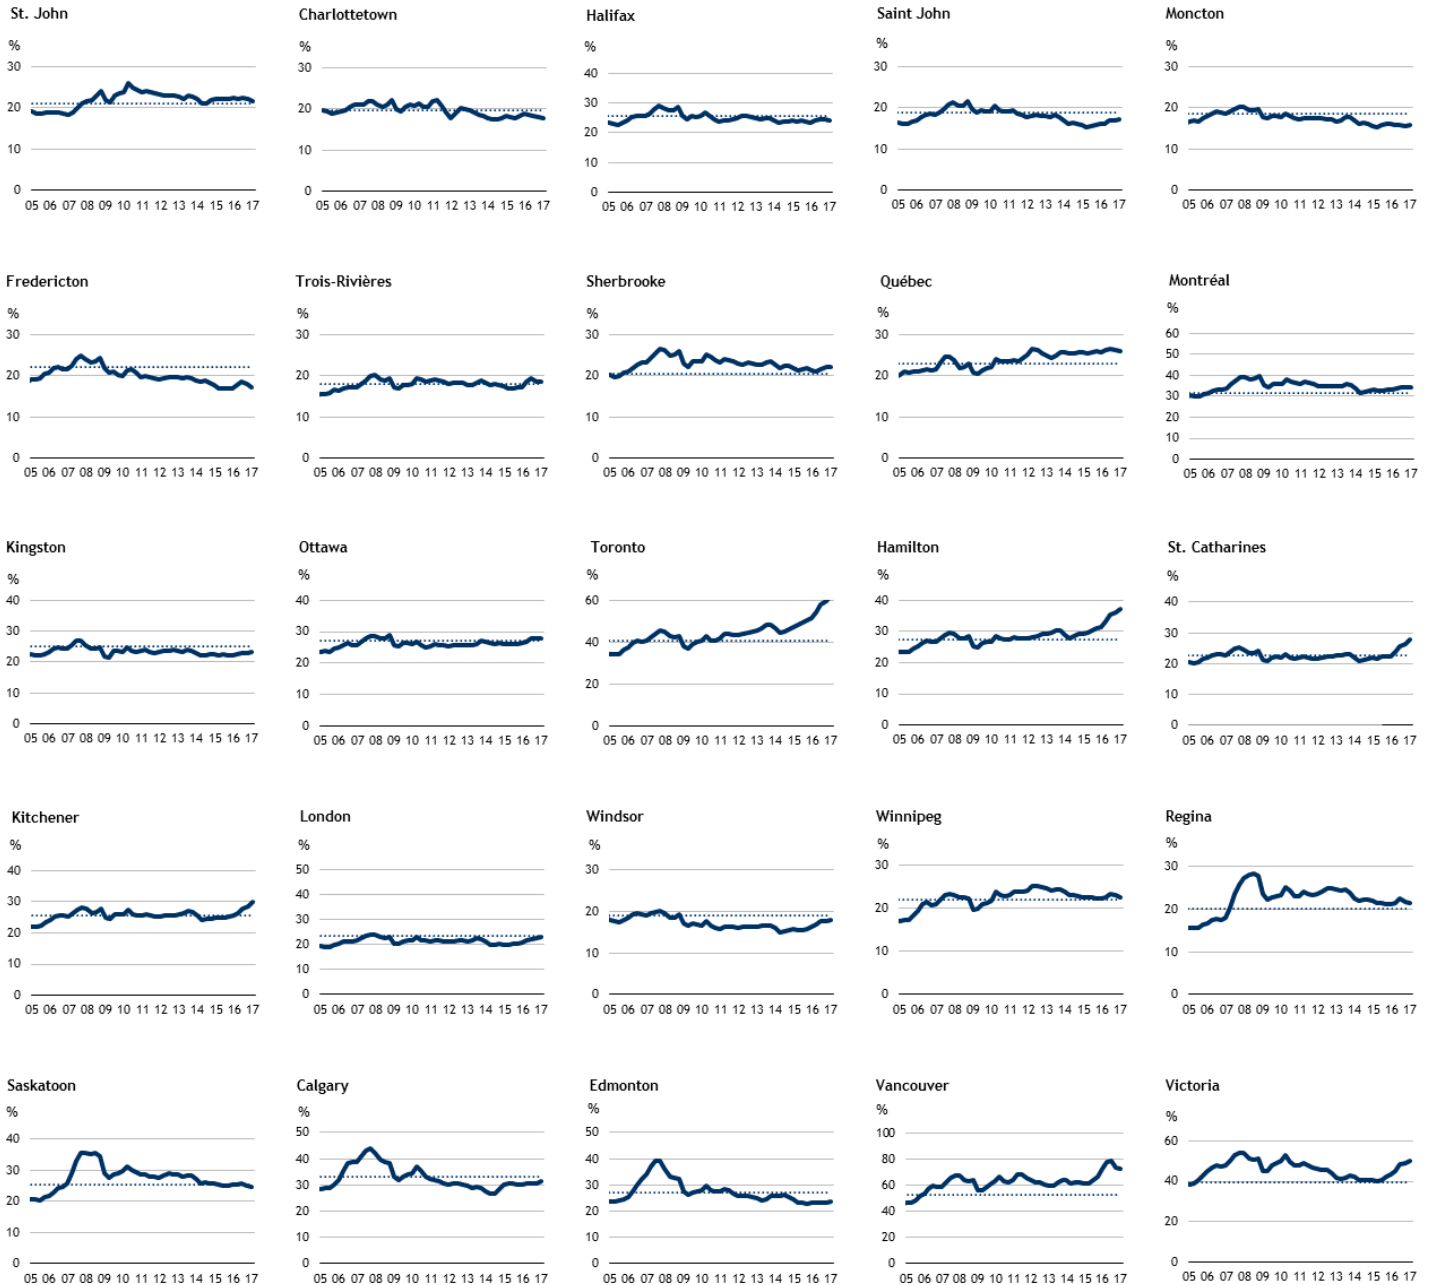 St. John Charlottetown Halifax Saint John Moncton
% % % % %
30 30 40 30 30
20 20 30 20 20
10 10 20 10 10
0 0 10 0 0
0
05 06 07 08 09 10 11 12 13 14 15 16 17 05 06 07 08 09 10 11 12 13 14 15 16 17 05 06 07 08 09 10 11 12 13 14 15 16 17 05 06 07 08 09 10 11 12 13 14 15 16 17 05 06 07 08 09 10 11 12 13 14 15 16 17
Fredericton Trois-Rivières Sherbrooke Québec Montréal
% % % % %
30 30 30 30 60
20 20 20 20 50
10 10 10 10 40
0 0 0 0 30
20
10
0
05 06 07 08 09 10 11 12 13 14 15 16 17 05 06 07 08 09 10 11 12 13 14 15 16 17 05 06 07 08 09 10 11 12 13 14 15 16 17 05 06 07 08 09 10 11 12 13 14 15 16 17 05 06 07 08 09 10 11 12 13 14 15 16 17
Kingston Ottawa Toronto Hamilton St. Catharines
% % % % %
40 40 60 40 40
30 30 40 30 30
20 20 20 20 20
10 10 0 10 10
0 0 0 0
05 06 07 08 09 10 11 12 13 14 15 16 17 05 06 07 08 09 10 11 12 13 14 15 16 17 05 06 07 08 09 10 11 12 13 14 15 16 17 05 06 07 08 09 10 11 12 13 14 15 16 17 05 06 07 08 09 10 11 12 13 14 15 16 17
Kitchener London Windsor Winnipeg Regina
% % % % %
40 50 30 30 30
30 40 20 20 20
20 30 10 10 10
10 20 0 0 0
0 10
0
05 06 07 08 09 10 11 12 13 14 15 16 17 05 06 07 08 09 10 11 12 13 14 15 16 17 05 06 07 08 09 10 11 12 13 14 15 16 17 05 06 07 08 09 10 11 12 13 14 15 16 17 05 06 07 08 09 10 11 12 13 14 15 16 17
Saskatoon Calgary Edmonton Vancouver Victoria
% % % % %
40 50 50 100 60
30 40 40 80 40
20 30 30 60 20
10 20 20 40 0
0 10 10 20
0 0 0
05 06 07 08 09 10 11 12 13 14 15 16 17 05 06 07 08 09 10 11 12 13 14 15 16 17 05 06 07 08 09 10 11 12 13 14 15 16 17 05 06 07 08 09 10 11 12 13 14 15 16 17 05 06 07 08 09 10 11 12 13 14 15 16 17